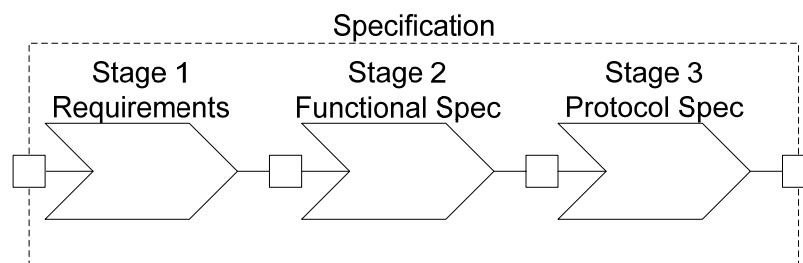 Specification
Stage 1
Requirements
Stage 2
Functional Spec
Stage 3
Protocol Spec